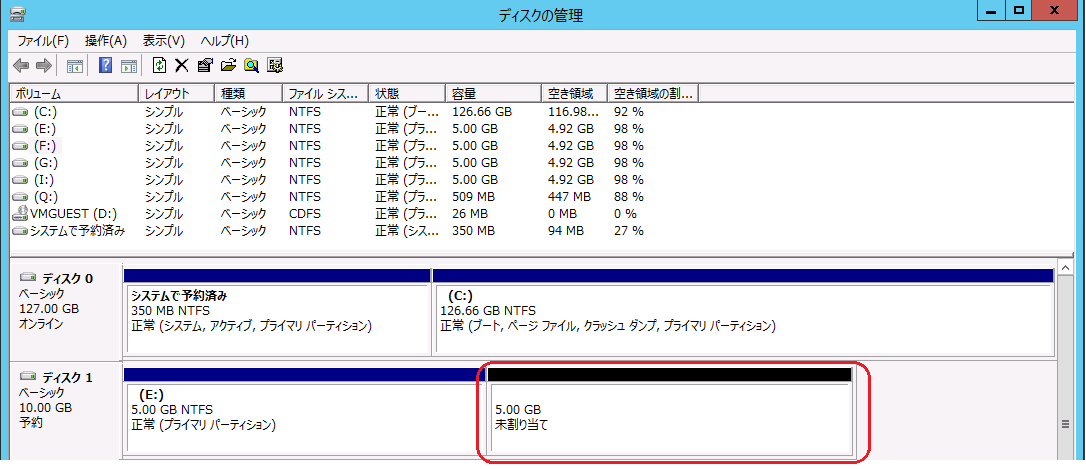 ディスクの管理
ファイル(F) 操作(A) 表示(V) ヘルプ(H)
ボリューム レイアウト 種類 ファイル シス... 状態 容量 空き領域 空き領域の割...
(C:) シンプル ベーシック NTFS 正常 (ブー... 126.66 GB 116.98... 92 %
(E:) シンプル ベーシック NTFS 正常 (プラ... 5.00 GB 4.92 GB 98 %
(F:) シンプル ベーシック NTFS 正常 (プラ... 5.00 GB 4.92 GB 98 %
(G:) シンプル ベーシック NTFS 正常 (プラ... 5.00 GB 4.92 GB 98 %
(I:) シンプル ベーシック NTFS 正常 (プラ... 5.00 GB 4.92 GB 98 %
(Q:) シンプル ベーシック NTFS 正常 (プラ... 509 MB 447 MB 88 %
VMGUEST (D:) シンプル ベーシック CDFS 正常 (プラ... 26 MB 0 MB 0 %
システムで予約済み シンプル ベーシック NTFS 正常 (シス... 350 MB 94 MB 27 %
ディスク 0
ベーシック
127.00 GB
オンライン
システムで予約済み
350 MB NTFS
正常 (システム, アクティブ, プライマリ パーティション)
(C:)
126.66 GB NTFS
正常 (ブート, ページ ファイル, クラッシュ ダンプ, プライマリ パーティション)
ディスク 1
ベーシック
10.00 GB
予約
(E:)
5.00 GB NTFS
正常 (プライマリ パーティション)
5.00 GB
未割り当て